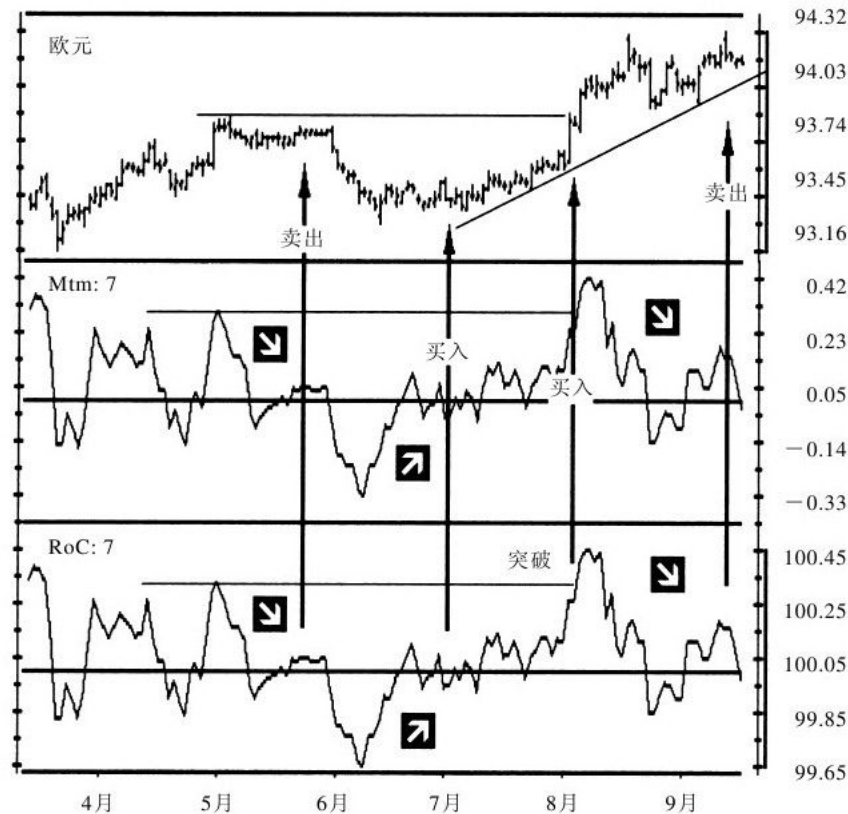 94.32
欧元
94.03
93.74
93.45
卖出
卖出
93.16
Mtm: 7
0.42
0.23
买入
买入
0.05
－0.14
－0.33
RoC: 7
突破
100.45
100.25
100.05
99.85
99.65
4月 5月 6月 7月 8月 9月